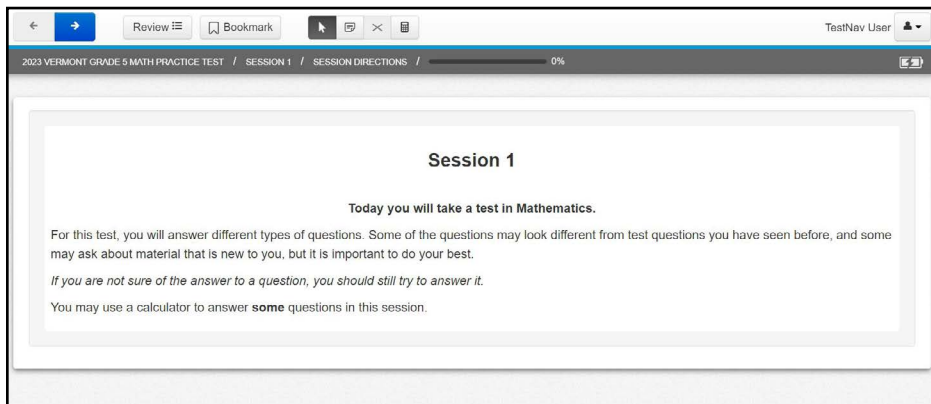 Review Bookmark TestNav User
2023 VERMONT GRADE 5 MATH PRACTICE TEST / SESSION 1 / SESSION DIRECTIONS / 0%
Session 1
Today you will take a test in Mathematics.
For this test, you will answer different types of questions. Some of the questions may look different from test questions you have seen before, and some
may ask about material that is new to you, but it is important to do your best.
If you are not sure of the answer to a question, you should still try to answer it.
You may use a calculator to answer some questions in this session.